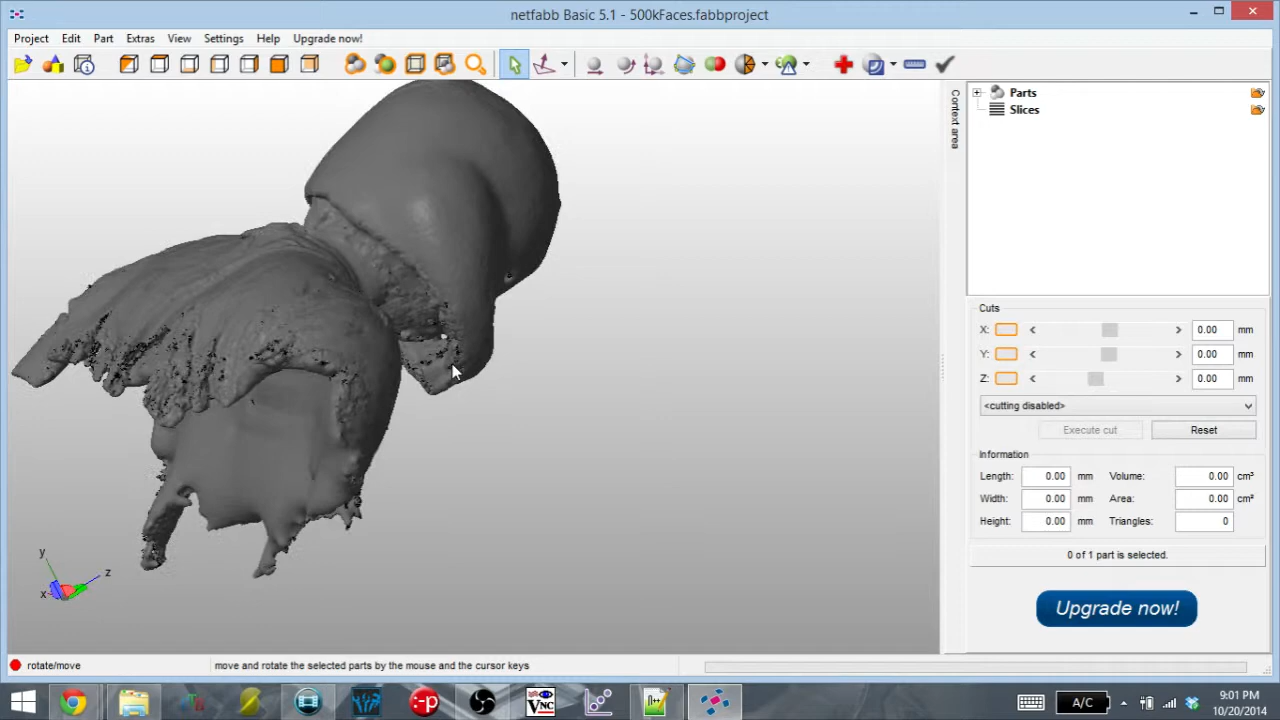 netfabb Basic 5.1 - 500kFaces.fabbproject
Project Edit Part Extras View Settings Help Upgrade now!
Context area
Parts
Slices
Cuts
X: < > 0.00 mm
Y: < > 0.00 mm
Z: < > 0.00 mm
<cutting disabled>
Execute cut Reset
Information
Length: 0.00 mm Volume: 0.00 cm³
Width: 0.00 mm Area: 0.00 cm²
Height: 0.00 mm Triangles: 0
0 of 1 part is selected.
Upgrade now!
y
z
x
rotate/move move and rotate the selected parts by the mouse and the cursor keys
:-p
VNC
n++
A/C
9:01 PM
10/20/2014